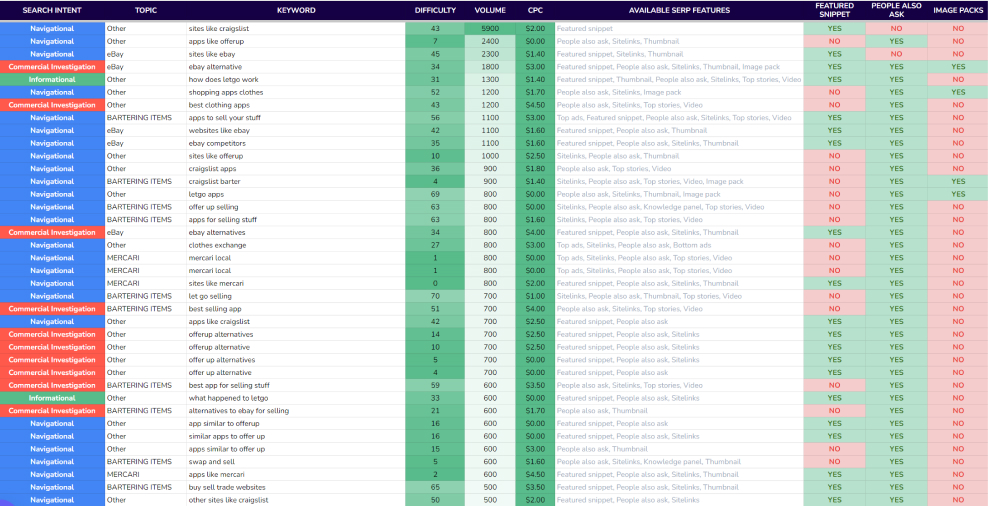 SEARCH INTENT TOPIC KEYWORD DIFFICULTY VOLUME CPC AVAILABLE SERP FEATURES FEATURED SNIPPET PEOPLE ALSO ASK IMAGE PACKS
Navigational Other sites like craigslist 43 5900 $2.00 Featured snippet YES NO NO
Navigational Other apps like offerup 7 2400 $0.00 People also ask, Sitelinks, Thumbnail NO YES NO
Navigational eBay sites like ebay 45 2300 $1.40 Featured snippet, Sitelinks, Thumbnail YES NO NO
Commercial Investigation eBay ebay alternative 34 1800 $3.00 Featured snippet, People also ask, Sitelinks, Thumbnail, Image pack YES YES YES
Informational Other how does letgo work 31 1300 $1.40 Featured snippet, Thumbnail, People also ask, Sitelinks, Top stories, Video YES YES NO
Navigational Other shopping apps clothes 52 1200 $1.70 People also ask, Sitelinks, Image pack NO YES YES
Commercial Investigation Other best clothing apps 43 1200 $4.50 People also ask, Sitelinks, Top stories, Video NO YES NO
Navigational BARTERING ITEMS apps to sell your stuff 56 1100 $3.00 Top ads, Featured snippet, People also ask, Sitelinks, Top stories, Video YES YES NO
Navigational eBay websites like ebay 42 1100 $1.60 Featured snippet, People also ask, Thumbnail YES YES NO
Navigational eBay ebay competitors 35 1100 $1.60 Featured snippet, People also ask, Sitelinks YES YES NO
Navigational Other sites like offerup 10 1000 $2.50 Sitelinks, People also ask, Thumbnail NO YES NO
Navigational Other craigslist apps 36 900 $1.80 People also ask, Top stories, Video NO YES NO
Navigational BARTERING ITEMS craigslist barter 4 900 $1.40 Sitelinks, People also ask, Top stories, Video, Image pack NO YES YES
Navigational Other letgo apps 69 800 $0.00 Sitelinks, People also ask, Thumbnail, Image pack NO YES YES
Navigational BARTERING ITEMS offer up selling 63 800 $0.00 Sitelinks, People also ask, Knowledge panel, Top stories, Video NO YES NO
Navigational BARTERING ITEMS apps for selling stuff 63 800 $1.60 Sitelinks, People also ask, Top stories, Video NO YES NO
Commercial Investigation eBay ebay alternatives 34 800 $4.00 Featured snippet, People also ask, Sitelinks, Thumbnail YES YES NO
Navigational Other clothes exchange 27 800 $3.00 Top ads, Sitelinks, People also ask, Bottom ads NO YES NO
Navigational MERCARI mercari local 1 800 $0.00 Top ads, Sitelinks, People also ask, Top stories, Video NO YES NO
Navigational MERCARI mercari local 1 800 $0.00 Top ads, Sitelinks, People also ask, Top stories, Video NO YES NO
Navigational MERCARI sites like mercari 0 800 $2.00 Featured snippet, People also ask, Sitelinks, Thumbnail YES YES NO
Navigational BARTERING ITEMS let go selling 70 700 $1.00 Sitelinks, People also ask, Thumbnail, Top stories, Video NO YES NO
Commercial Investigation BARTERING ITEMS best selling app 51 700 $4.00 People also ask, Sitelinks, Top stories, Video NO YES NO
Navigational Other apps like craigslist 42 700 $2.50 Featured snippet, People also ask YES YES NO
Commercial Investigation Other offerup alternatives 14 700 $2.50 Featured snippet, People also ask, Sitelinks YES YES NO
Commercial Investigation Other offerup alternative 10 700 $2.50 Featured snippet, People also ask, Sitelinks YES YES NO
Commercial Investigation Other offer up alternatives 5 700 $0.00 Featured snippet, People also ask, Sitelinks YES YES NO
Commercial Investigation Other offer up alternative 4 700 $0.00 Featured snippet, People also ask YES YES NO
Commercial Investigation BARTERING ITEMS best app for selling stuff 59 600 $3.50 People also ask, Sitelinks, Top stories, Video NO YES NO
Informational Other what happened to letgo 33 600 $0.00 Featured snippet, People also ask, Sitelinks YES YES NO
Commercial Investigation BARTERING ITEMS alternatives to ebay for selling 21 600 $1.70 People also ask, Thumbnail NO YES NO
Navigational Other app similar to offerup 16 600 $0.00 Featured snippet, People also ask YES YES NO
Navigational Other similar apps to offer up 16 600 $0.00 Featured snippet, People also ask, Sitelinks YES YES NO
Navigational Other apps similar to offer up 15 600 $3.00 People also ask, Thumbnail NO YES NO
Navigational BARTERING ITEMS swap and sell 5 600 $1.60 People also ask, Sitelinks, Knowledge panel, Thumbnail NO YES NO
Navigational MERCARI apps like mercari 2 600 $4.50 Featured snippet, People also ask, Sitelinks, Thumbnail YES YES NO
Navigational BARTERING ITEMS buy sell trade websites 65 500 $3.50 People also ask, Sitelinks, Thumbnail NO YES NO
Navigational Other other sites like craigslist 50 500 $2.00 Featured snippet, People also ask, Sitelinks YES YES NO